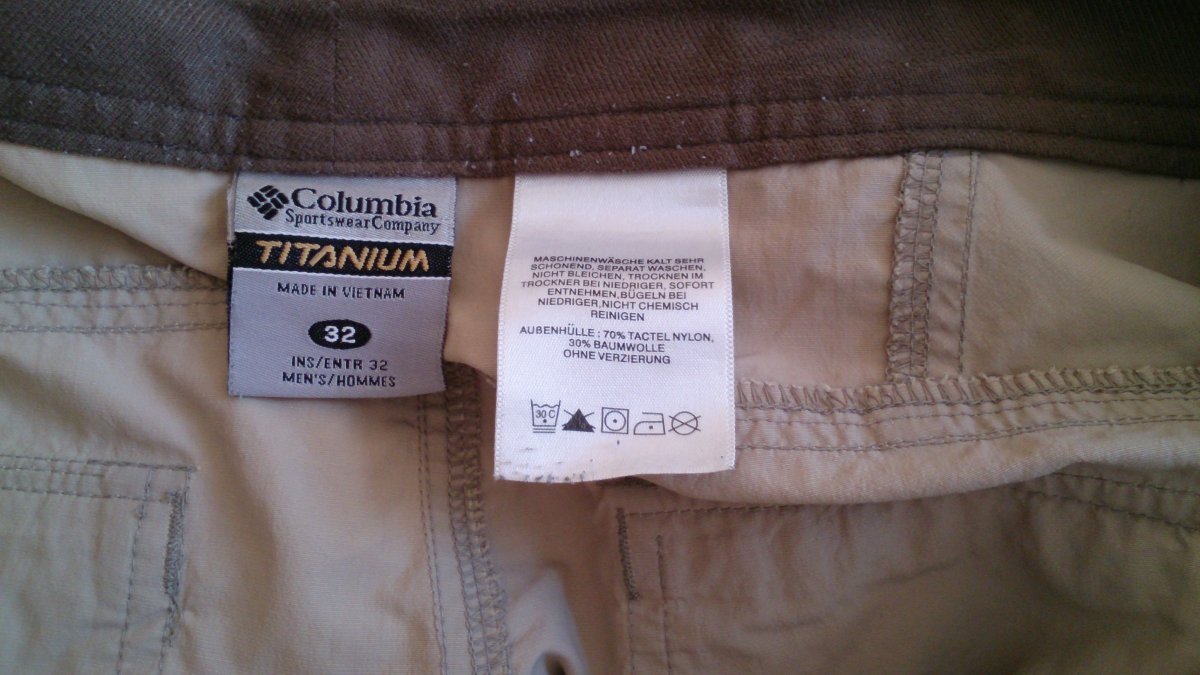 Columbia
SportswearCompany
TITANIUM
MADE IN VIETNAM
32
INS/ENTR 32
MEN'S/HOMMES
MASCHINENWÄSCHE KALT SEHR
SCHONEND, SEPARAT WASCHEN,
NICHT BLEICHEN, TROCKNEN IM
TROCKNER BEI NIEDRIGER, SOFORT
ENTNEHMEN,BÜGELN BEI
NIEDRIGER,NICHT CHEMISCH
REINIGEN
AUßENHÜLLE : 70% TACTEL NYLON,
30% BAUMWOLLE
OHNE VERZIERUNG
30 C